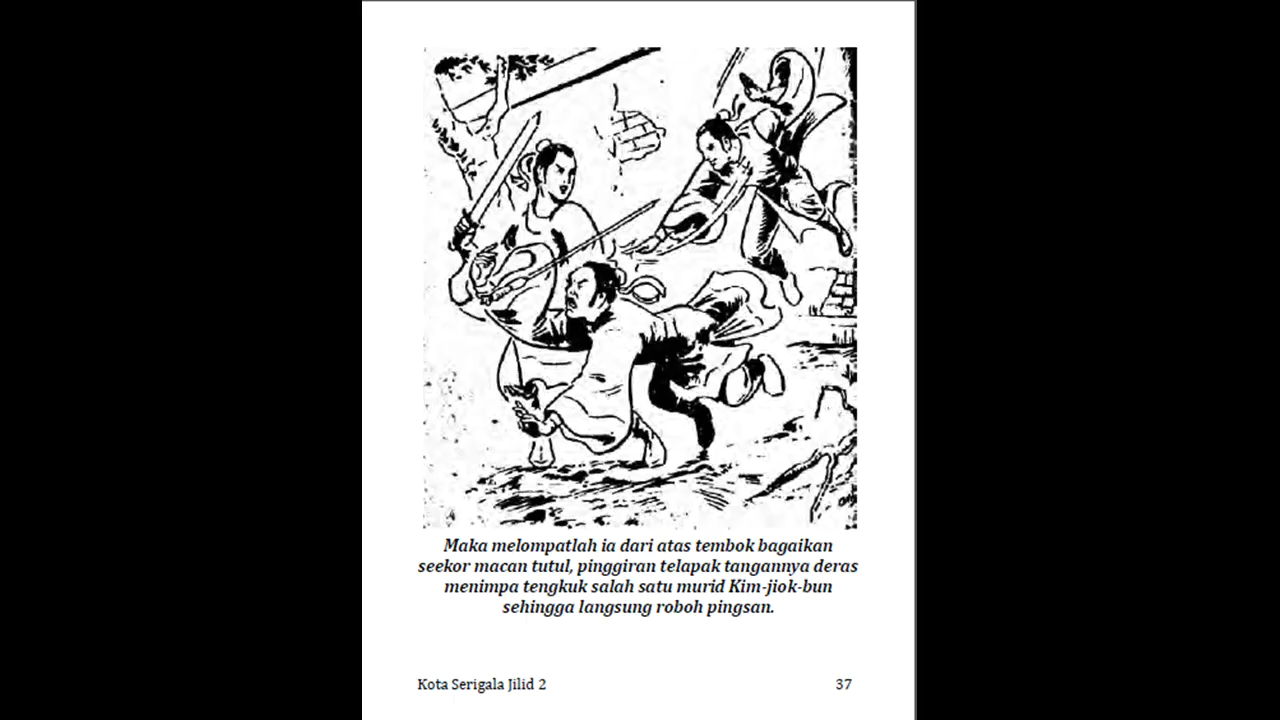 Maka melompatlah ia dari atas tembok bagaikan
seekor macan tutul, pinggiran telapak tangannya deras
menimpa tengkuk salah satu murid Kim-jiok-bun
sehingga langsung roboh pingsan.
Kota Serigala Jilid 2
37